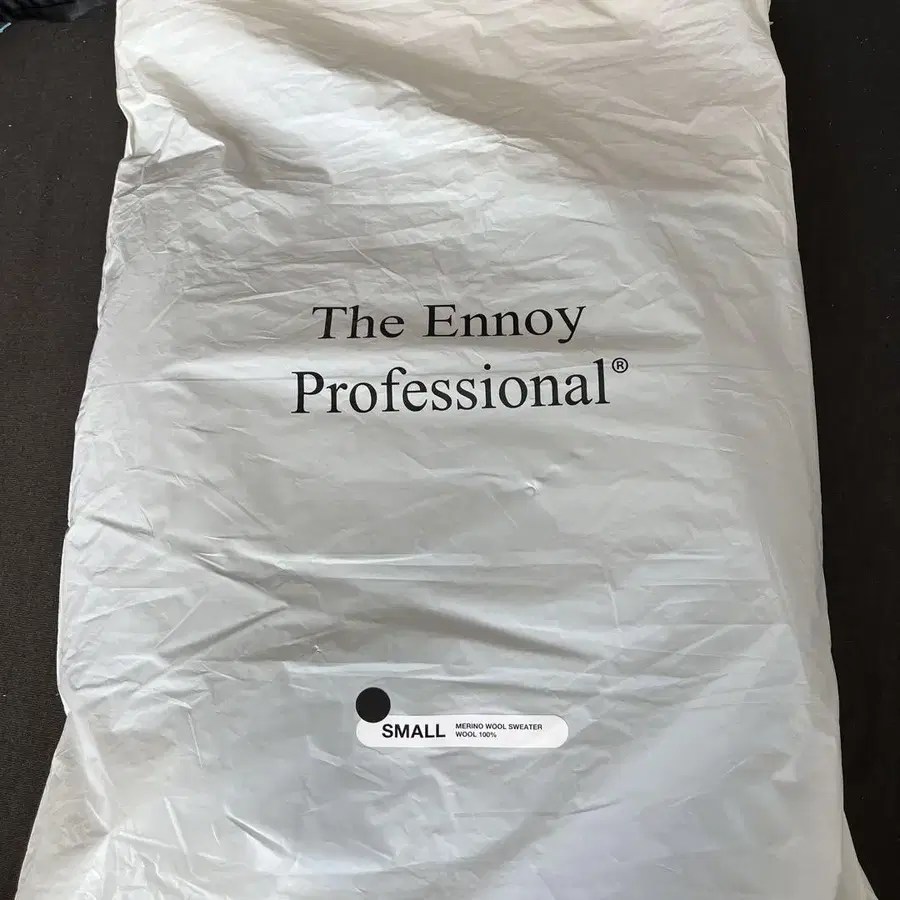 The Ennoy
Professional®
SMALL
MERINO WOOL SWEATER
WOOL 100%